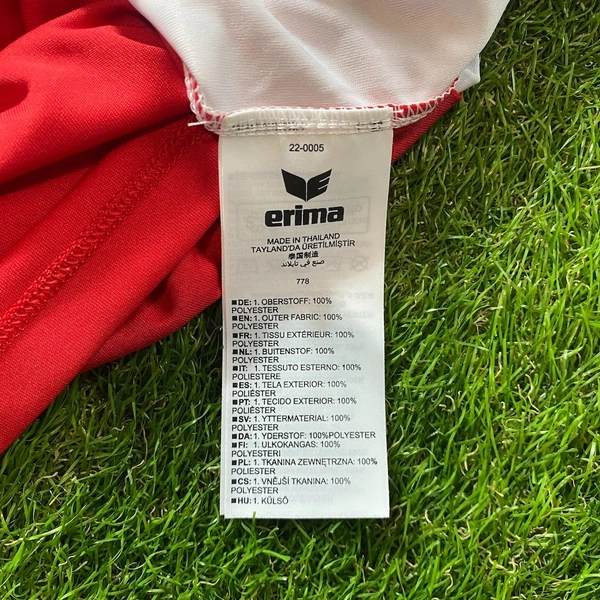 22-0005
erima
MADE IN THAILAND
TAYLAND'DA ÜRETİLMİŞTİR
泰国制造
صنع في تايلاند
778
■DE: 1. OBERSTOFF: 100%
POLYESTER
■EN: 1. OUTER FABRIC: 100%
POLYESTER
■FR: 1. TISSU EXTÉRIEUR: 100%
POLYESTER
■NL: 1. BUITENSTOF: 100%
POLYESTER
■IT: 1. TESSUTO ESTERNO: 100%
POLIESTERE
■ES: 1. TELA EXTERIOR: 100%
POLIÉSTER
■PT: 1. TECIDO EXTERIOR: 100%
POLIÉSTER
■SV: 1. YTTERMATERIAL: 100%
POLYESTER
■DA: 1. YDERSTOF: 100%POLYESTER
■FI: 1. ULKOKANGAS: 100%
POLYESTERI
■PL: 1. TKANINA ZEWNĘTRZNA: 100%
POLIESTER
■CS: 1. VNĚJŠÍ TKANINA: 100%
POLYESTER
■HU: 1. KÜLSŐ